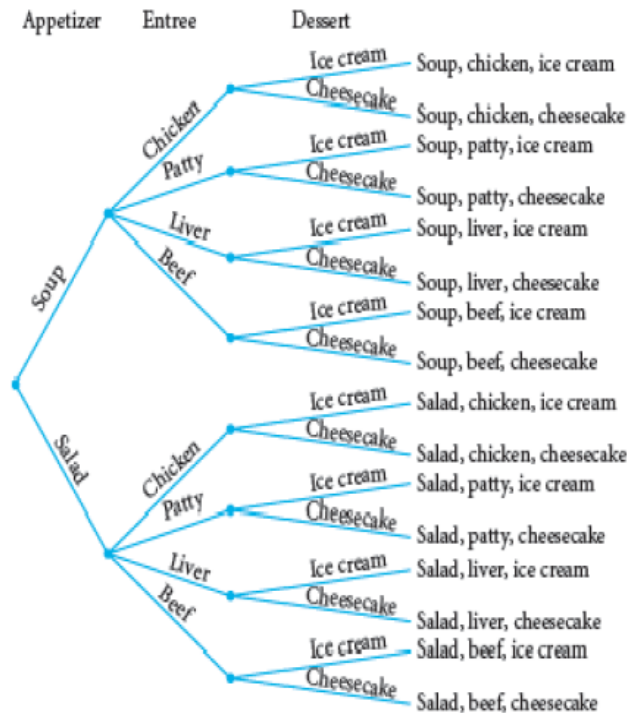 Appetizer Entree Dessert
Ice cream Soup, chicken, ice cream
Chicken Cheesecake Soup, chicken, cheesecake
Patty Ice cream Soup, patty, ice cream
Cheesecake Soup, patty, cheesecake
Liver Ice cream Soup, liver, ice cream
Soup Beef Cheesecake Soup, liver, cheesecake
Ice cream Soup, beef, ice cream
Cheesecake Soup, beef, cheesecake
Ice cream Salad, chicken, ice cream
Salad Chicken Cheesecake Salad, chicken, cheesecake
Patty Ice cream Salad, patty, ice cream
Cheesecake Salad, patty, cheesecake
Liver Ice cream Salad, liver, ice cream
Beef Cheesecake Salad, liver, cheesecake
Ice cream Salad, beef, ice cream
Cheesecake Salad, beef, cheesecake